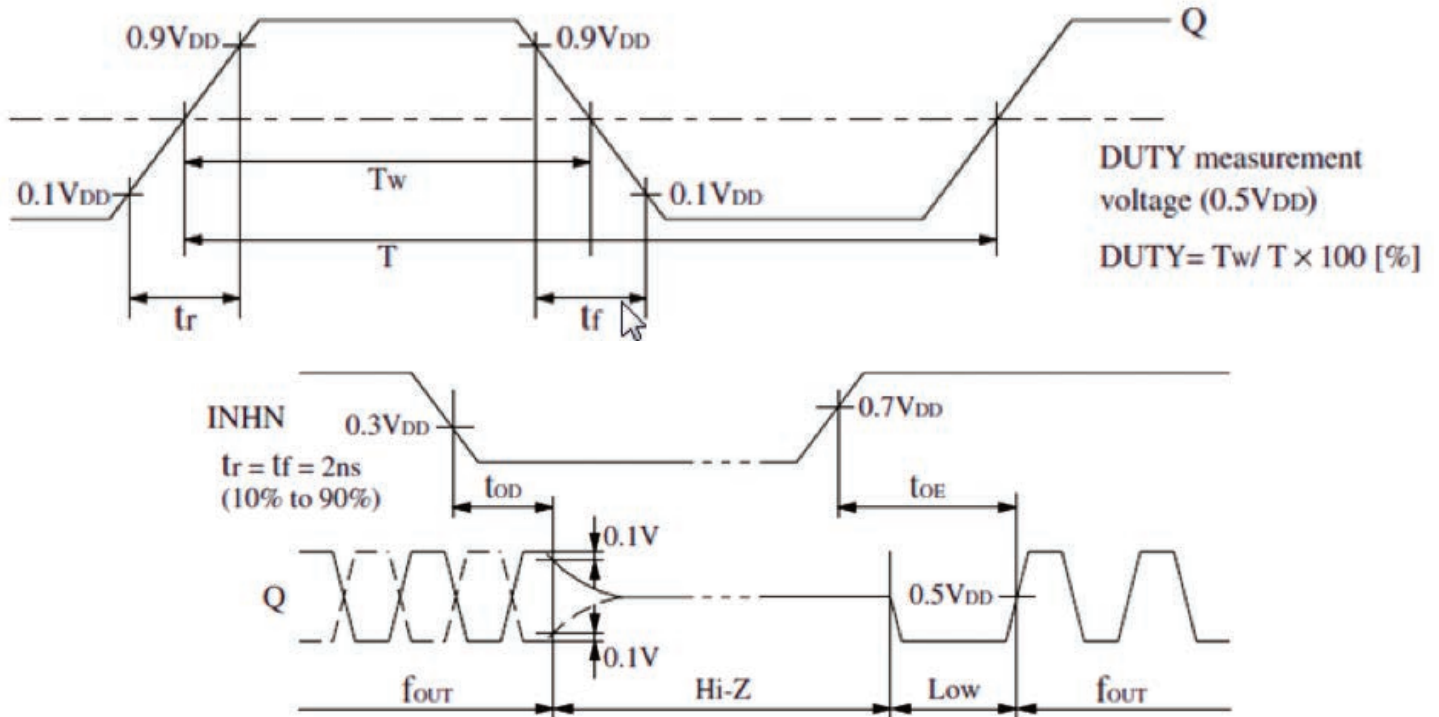 0.9VDD
0.9VDD
Q
0.1VDD
Tw
0.1VDD
DUTY measurement
voltage (0.5VDD)
T
DUTY= Tw/ T × 100 [%]
tr
tf
INHN
0.3VDD
0.7VDD
tr = tf = 2ns
(10% to 90%)
tOD
tOE
0.1V
Q
0.5VDD
0.1V
fOUT
Hi-Z
Low
fOUT